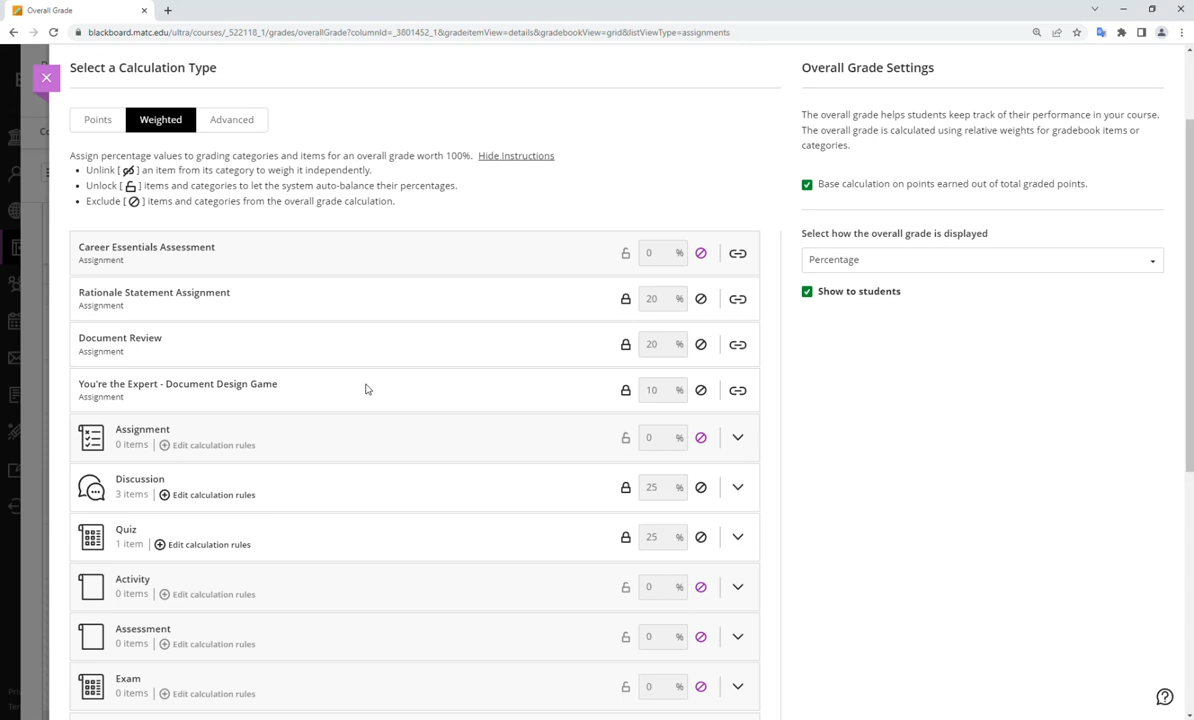 Overall Grade
blackboard.matc.edu/ultra/courses/_522118_1/grades/overallGrade?columnId=_3801452_1&gradeitemView=details&gradebookView=grid&listViewType=assignments
Select a Calculation Type
Points Weighted Advanced
Assign percentage values to grading categories and items for an overall grade worth 100%. Hide Instructions
• Unlink [ ] an item from its category to weigh it independently.
• Unlock [ ] items and categories to let the system auto-balance their percentages.
• Exclude [ ] items and categories from the overall grade calculation.
Career Essentials Assessment
Assignment
0 %
Rationale Statement Assignment
Assignment
20 %
Document Review
Assignment
20 %
You're the Expert - Document Design Game
Assignment
10 %
Assignment
0 items | Edit calculation rules
0 %
Discussion
3 items | Edit calculation rules
25 %
Quiz
1 item | Edit calculation rules
25 %
Activity
0 items | Edit calculation rules
0 %
Assessment
0 items | Edit calculation rules
0 %
Exam
0 items | Edit calculation rules
0 %
Overall Grade Settings
The overall grade helps students keep track of their performance in your course.
The overall grade is calculated using relative weights for gradebook items or
categories.
Base calculation on points earned out of total graded points.
Select how the overall grade is displayed
Percentage
Show to students